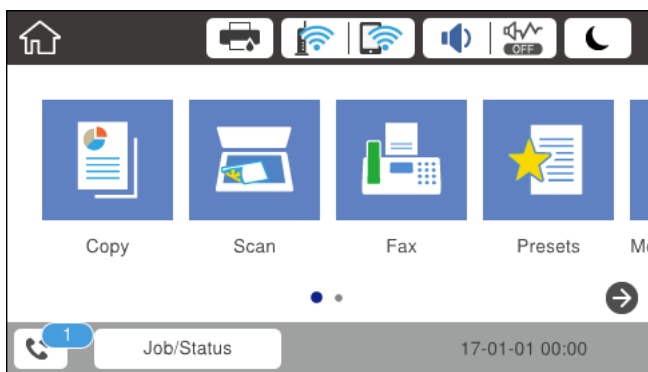 OFF
Copy
Scan
Fax
Presets
1
Job/Status
17-01-01 00:00